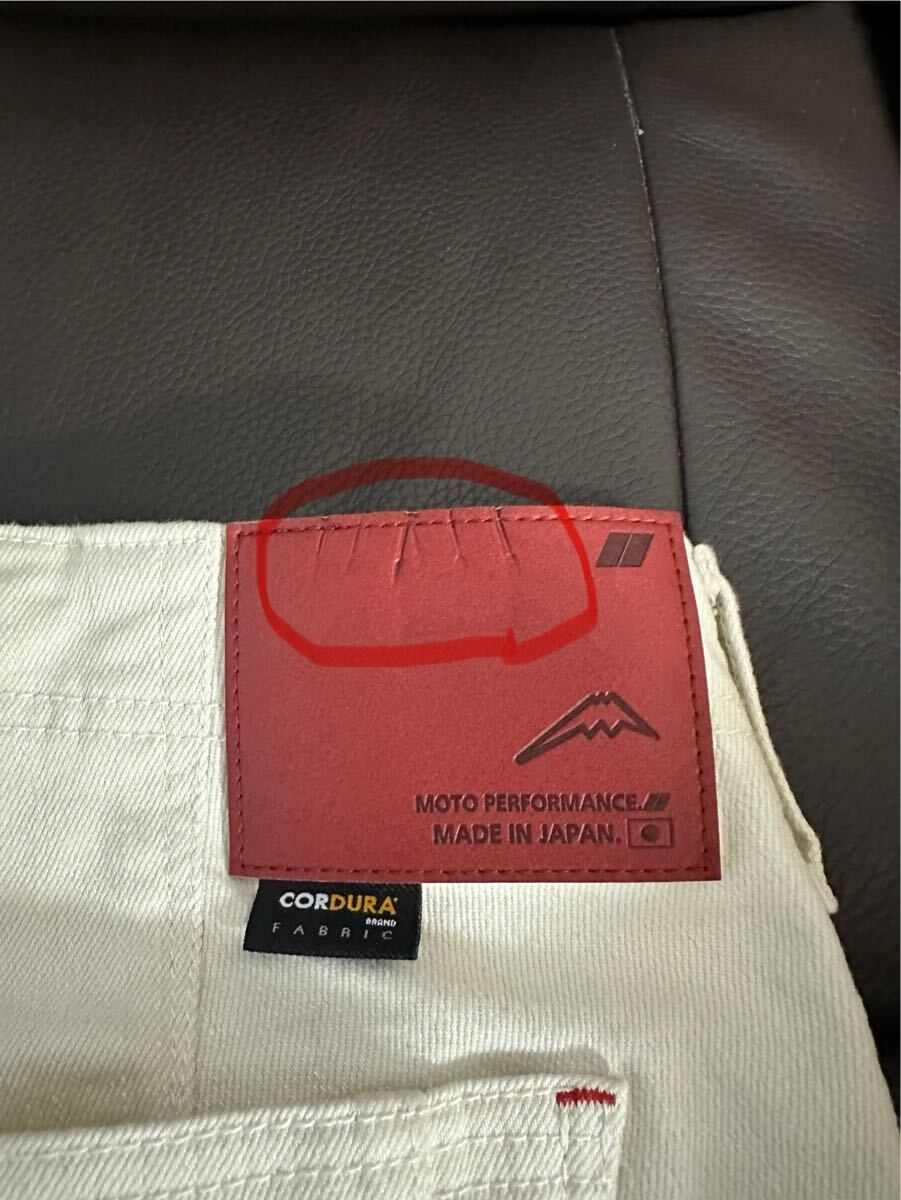 MOTO PERFORMANCE.
MADE IN JAPAN.
CORDURA
BRAND
FABRIC